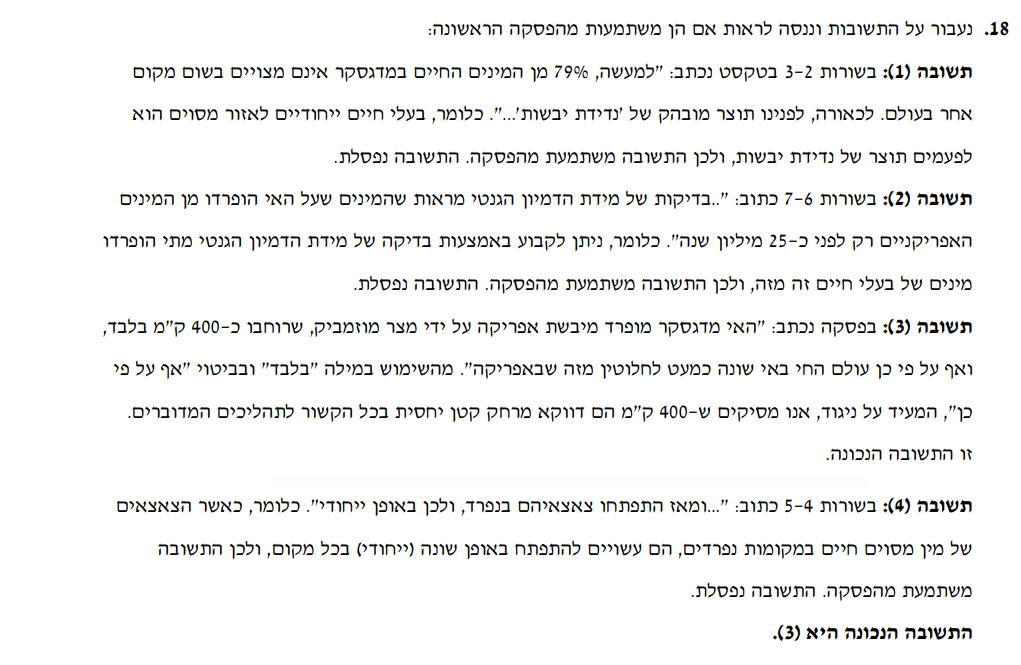 18. נעבור על התשובות וננסה לראות אם הן משתמעות מהפסקה הראשונה:
תשובה (1): בשורות 3-2 בטקסט נכתב: "למעשה, 79% מן המינים החיים במדגסקר אינם מצויים בשום מקום
אחר בעולם. לכאורה, לפנינו תוצר מובהק של 'נדידת יבשות'...". כלומר, בעלי חיים ייחודיים לאזור מסוים הוא
לפעמים תוצר של נדידת יבשות, ולכן התשובה משתמעת מהפסקה. התשובה נפסלת.
תשובה (2): בשורות 7-6 כתוב: "..בדיקות של מידת הדמיון הגנטי מראות שהמינים שעל האי הופרדו מן המינים
האפריקניים רק לפני כ-25 מיליון שנה". כלומר, ניתן לקבוע באמצעות בדיקה של מידת הדמיון הגנטי מתי הופרדו
מינים של בעלי חיים זה מזה, ולכן התשובה משתמעת מהפסקה. התשובה נפסלת.
תשובה (3): בפסקה נכתב: "האי מדגסקר מופרד מיבשת אפריקה על ידי מצר מוזמביק, שרוחבו כ-400 ק"מ בלבד,
ואף על פי כן עולם החי באי שונה כמעט לחלוטין מזה שבאפריקה". מהשימוש במילה "בלבד" ובביטוי "אף על פי
כן", המעיד על ניגוד, אנו מסיקים ש-400 ק"מ הם דווקא מרחק קטן יחסית בכל הקשור לתהליכים המדוברים.
זו התשובה הנכונה.
תשובה (4): בשורות 5-4 כתוב: "...ומאז התפתחו צאצאיהם בנפרד, ולכן באופן ייחודי". כלומר, כאשר הצאצאים
של מין מסוים חיים במקומות נפרדים, הם עשויים להתפתח באופן שונה (ייחודי) בכל מקום, ולכן התשובה
משתמעת מהפסקה. התשובה נפסלת.
התשובה הנכונה היא (3).